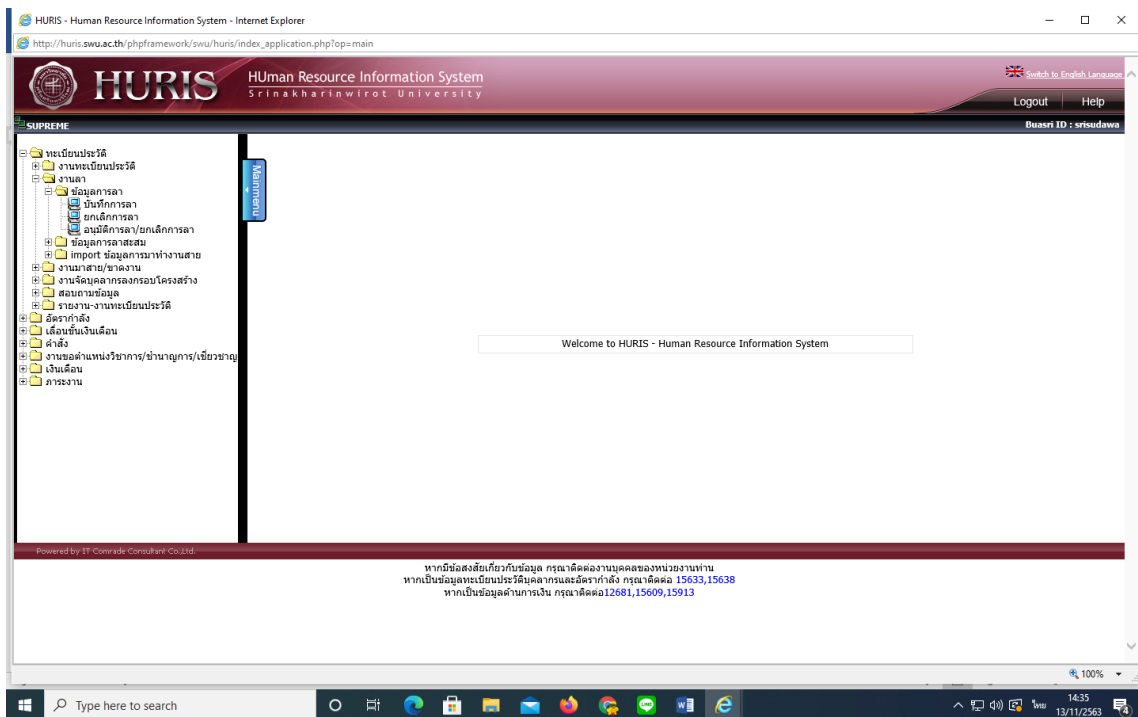 HURIS - Human Resource Information System - Internet Explorer
http://huris.swu.ac.th/phpframework/swu/huris/index_application.php?op=main
HURIS
HUman Resource Information System
Srinakharinwirot University
Switch to English Language
Logout Help
SUPREME
Buasri ID : srisudawa
ทะเบียนประวัติ
งานทะเบียนประวัติ
งานลา
ข้อมูลการลา
บันทึกการลา
ยกเลิกการลา
อนุมัติการลา/ยกเลิกการลา
ข้อมูลการลาสะสม
import ข้อมูลการมาทำงานสาย
งานมาสาย/ขาดงาน
งานจัดบุคลากรลงกรอบโครงสร้าง
สอบถามข้อมูล
รายงาน-งานทะเบียนประวัติ
อัตรากำลัง
เลื่อนขั้นเงินเดือน
คำสั่ง
งานขอตำแหน่งวิชาการ/ชำนาญการ/เชี่ยวชาญ
เงินเดือน
ภาระงาน
Mainmenu
Welcome to HURIS - Human Resource Information System
Powered by IT Comrade Consultant Co.,Ltd.
หากมีข้อสงสัยเกี่ยวกับข้อมูล กรุณาติดต่องานบุคคลของหน่วยงานท่าน
หากเป็นข้อมูลทะเบียนประวัติบุคลากรและอัตรากำลัง กรุณาติดต่อ 15633,15638
หากเป็นข้อมูลด้านการเงิน กรุณาติดต่อ12681,15609,15913
100%
Type here to search
LINE
ไทย
14:35
13/11/2563
4